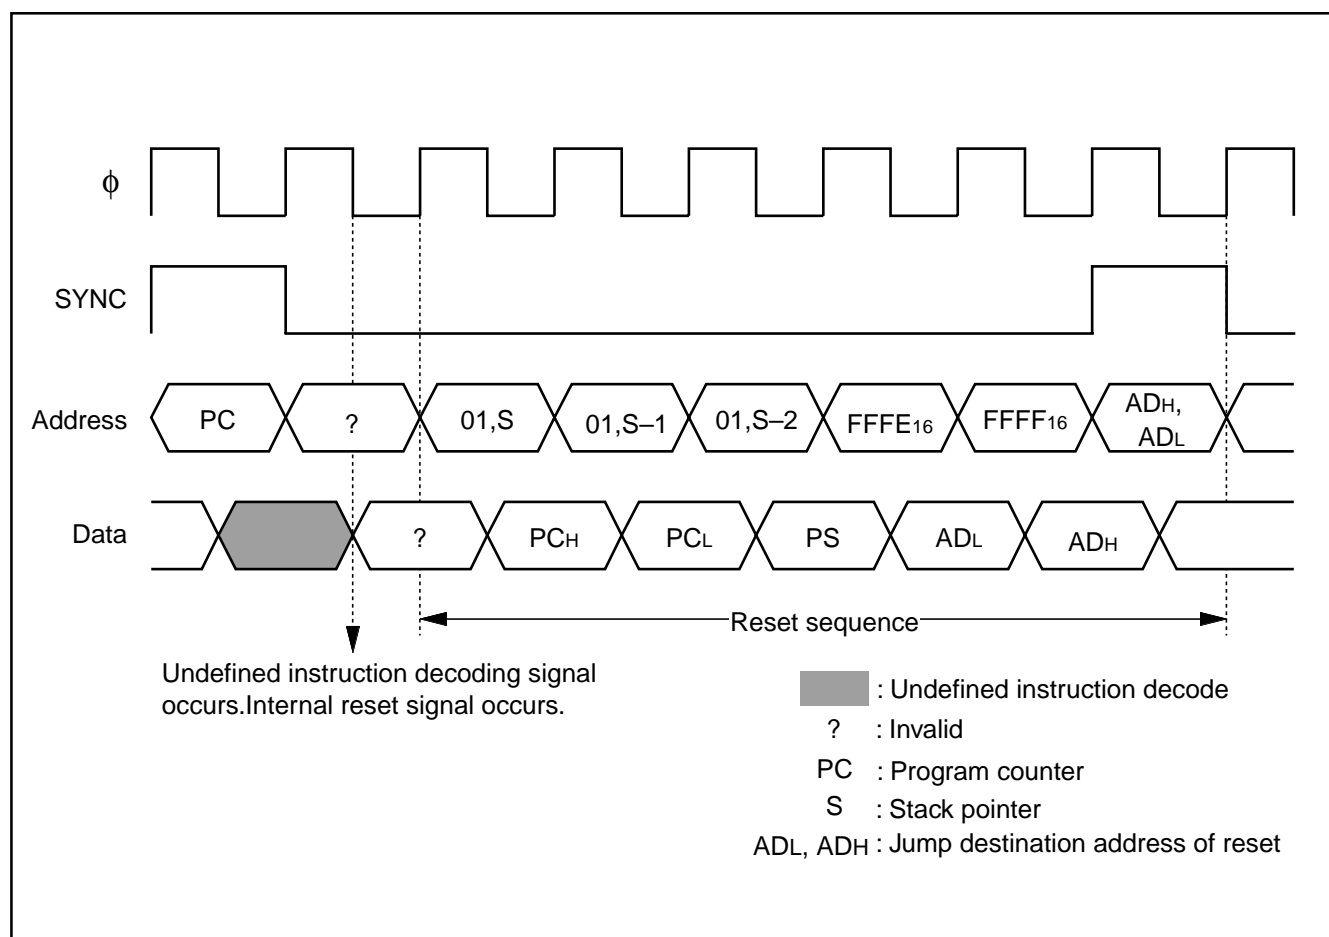 ϕ
SYNC
Address PC ? 01,S 01,S–1 01,S–2 FFFE16 FFFF16 ADH, ADL
Data ? PCH PCL PS ADL ADH
Reset sequence
Undefined instruction decoding signal
occurs.Internal reset signal occurs.
: Undefined instruction decode
? : Invalid
PC : Program counter
S : Stack pointer
ADL, ADH : Jump destination address of reset